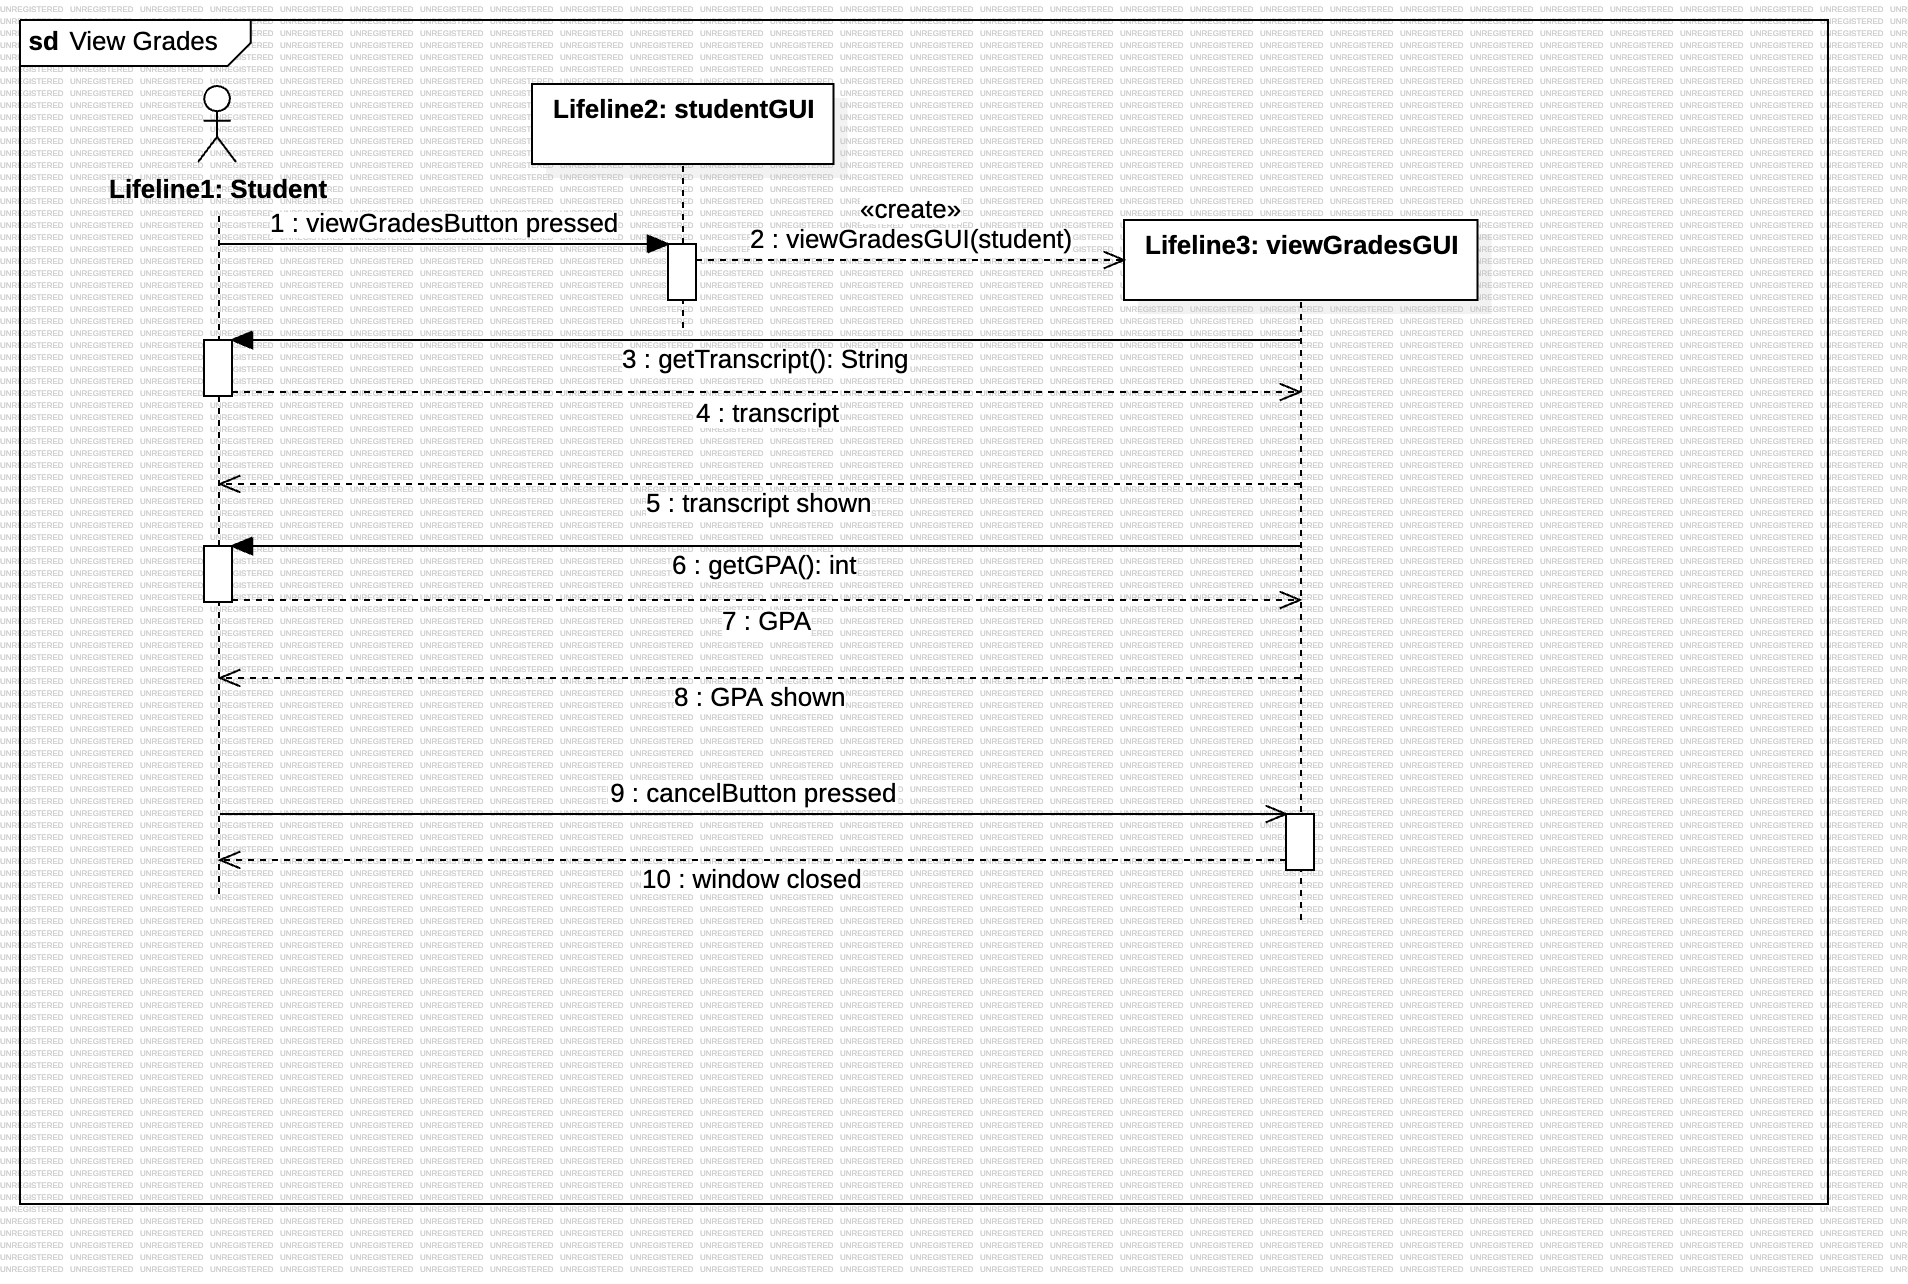 sd View Grades
Lifeline2: studentGUI
Lifeline1: Student
1 : viewGradesButton pressed
«create»
2 : viewGradesGUI(student)
Lifeline3: viewGradesGUI
3 : getTranscript(): String
4 : transcript
5 : transcript shown
6 : getGPA(): int
7 : GPA
8 : GPA shown
9 : cancelButton pressed
10 : window closed
UNREGISTERED